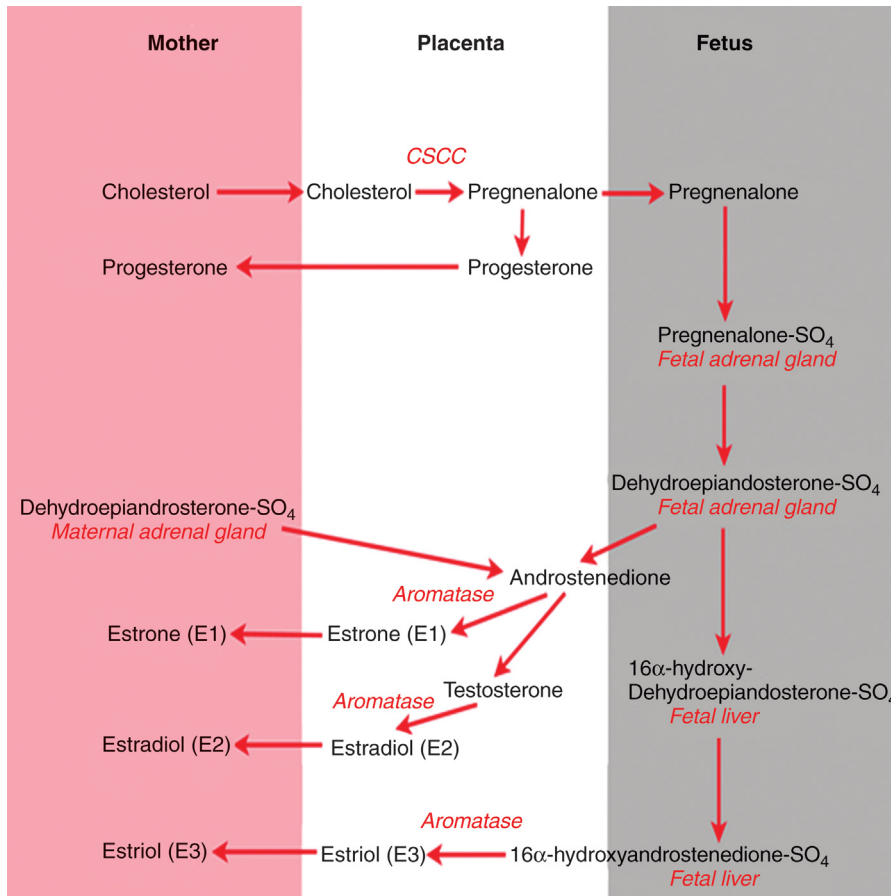 Mother Placenta Fetus
CSCC
Cholesterol Cholesterol Pregnenalone Pregnenalone
Progesterone Progesterone
Pregnenalone-SO₄
Fetal adrenal gland
Dehydroepiandosterone-SO₄
Fetal adrenal gland
Dehydroepiandrosterone-SO₄
Maternal adrenal gland
Androstenedione
Aromatase
Estrone (E1) Estrone (E1)
16α-hydroxy-
Dehydroepiandosterone-SO₄
Fetal liver
Testosterone
Aromatase
Estradiol (E2) Estradiol (E2)
Aromatase
Estriol (E3) Estriol (E3) 16α-hydroxyandrostenedione-SO₄
Fetal liver